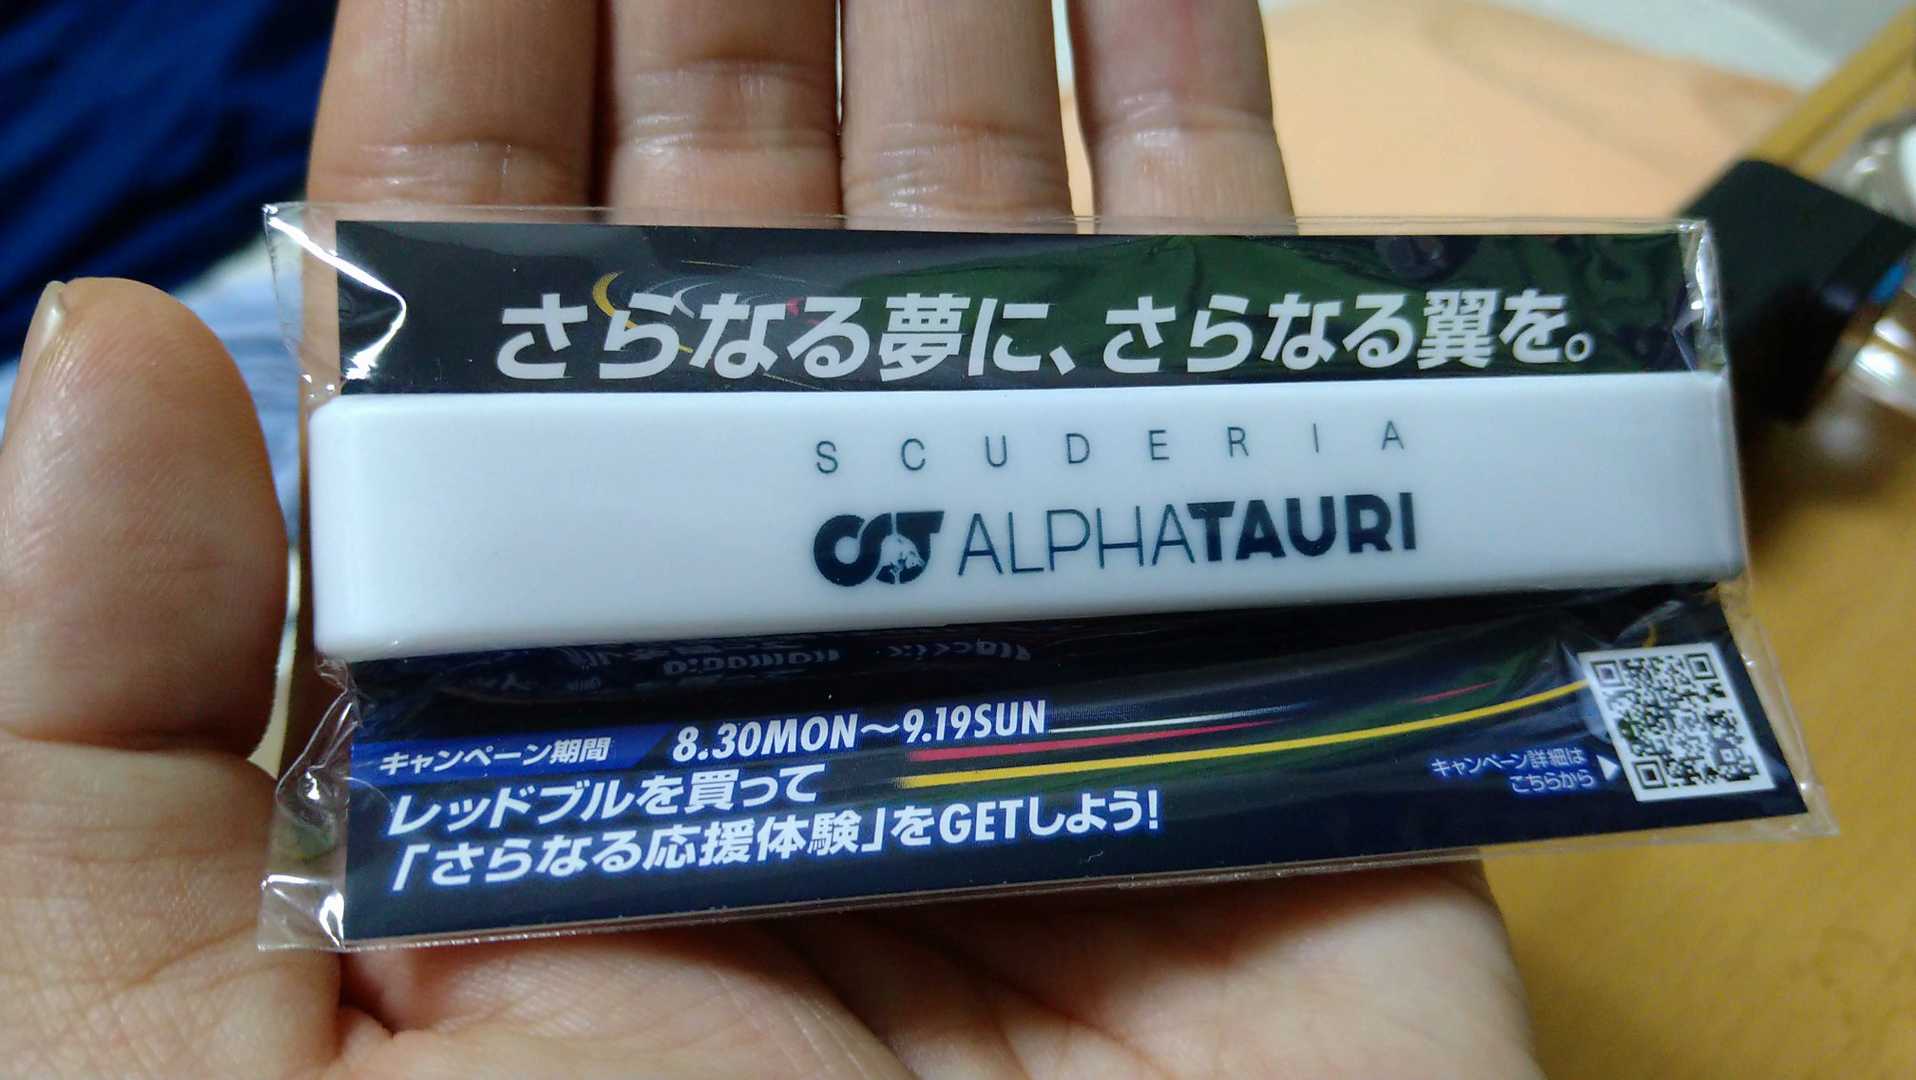 さらなる夢に、さらなる翼を。
SCUDERIA
ALPHATAURI
キャンペーン期間 8.30MON〜9.19SUN
レッドブルを買って
「さらなる応援体験」をGETしよう!
キャンペーン詳細は
こちらから